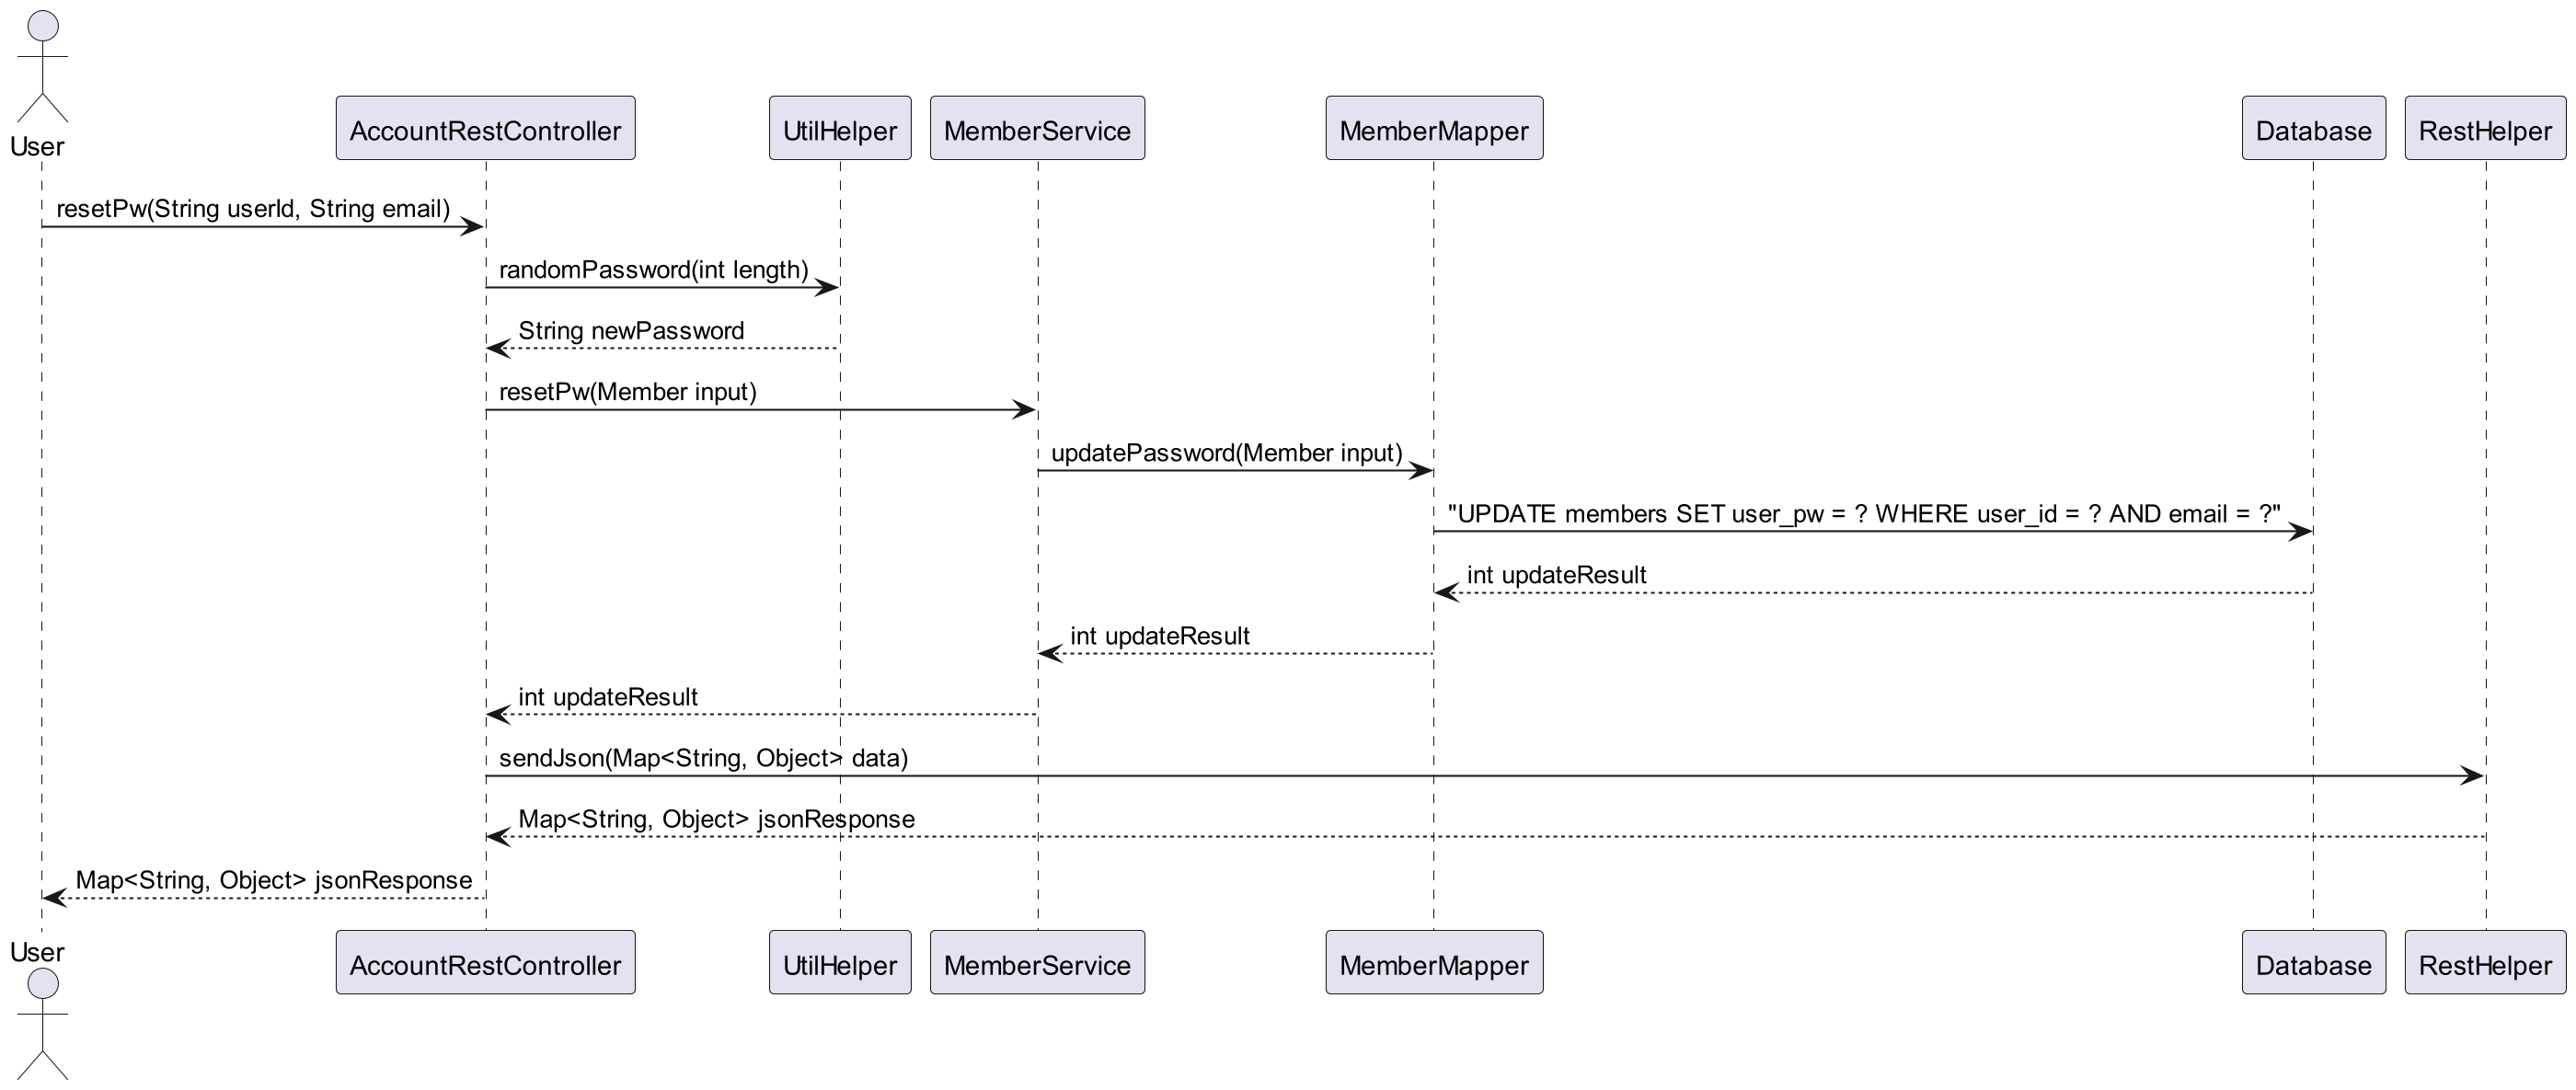 User
AccountRestController
UtilHelper
MemberService
MemberMapper
Database
RestHelper
resetPw(String userId, String email)
randomPassword(int length)
String newPassword
resetPw(Member input)
updatePassword(Member input)
"UPDATE members SET user_pw = ? WHERE user_id = ? AND email = ?"
int updateResult
int updateResult
int updateResult
sendJson(Map<String, Object> data)
Map<String, Object> jsonResponse
Map<String, Object> jsonResponse
User
AccountRestController
UtilHelper
MemberService
MemberMapper
Database
RestHelper